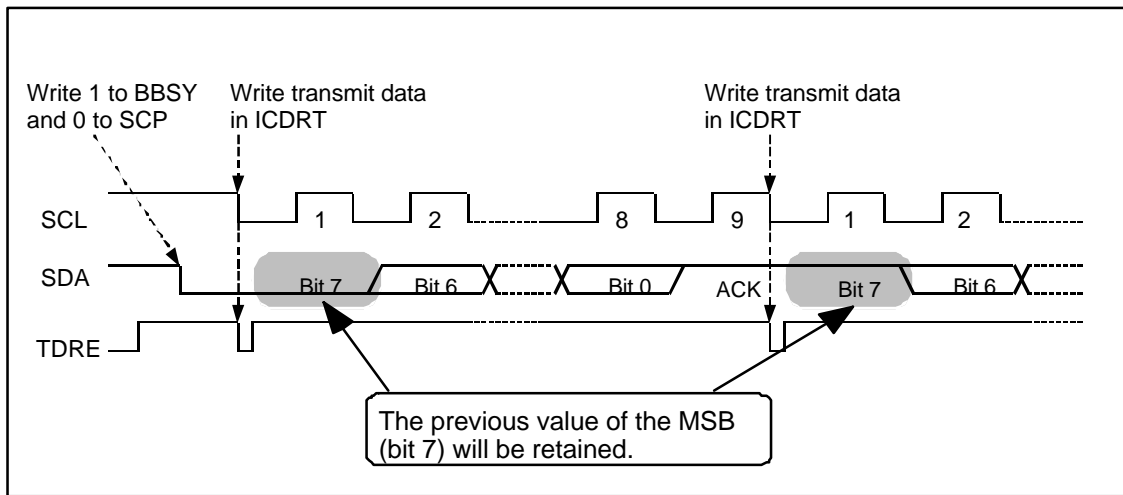 Write 1 to BBSY
and 0 to SCP
Write transmit data
in ICDRT
Write transmit data
in ICDRT
SCL
1
2
8
9
1
2
SDA
Bit 7
Bit 6
Bit 0
ACK
Bit 7
Bit 6
TDRE
The previous value of the MSB
(bit 7) will be retained.